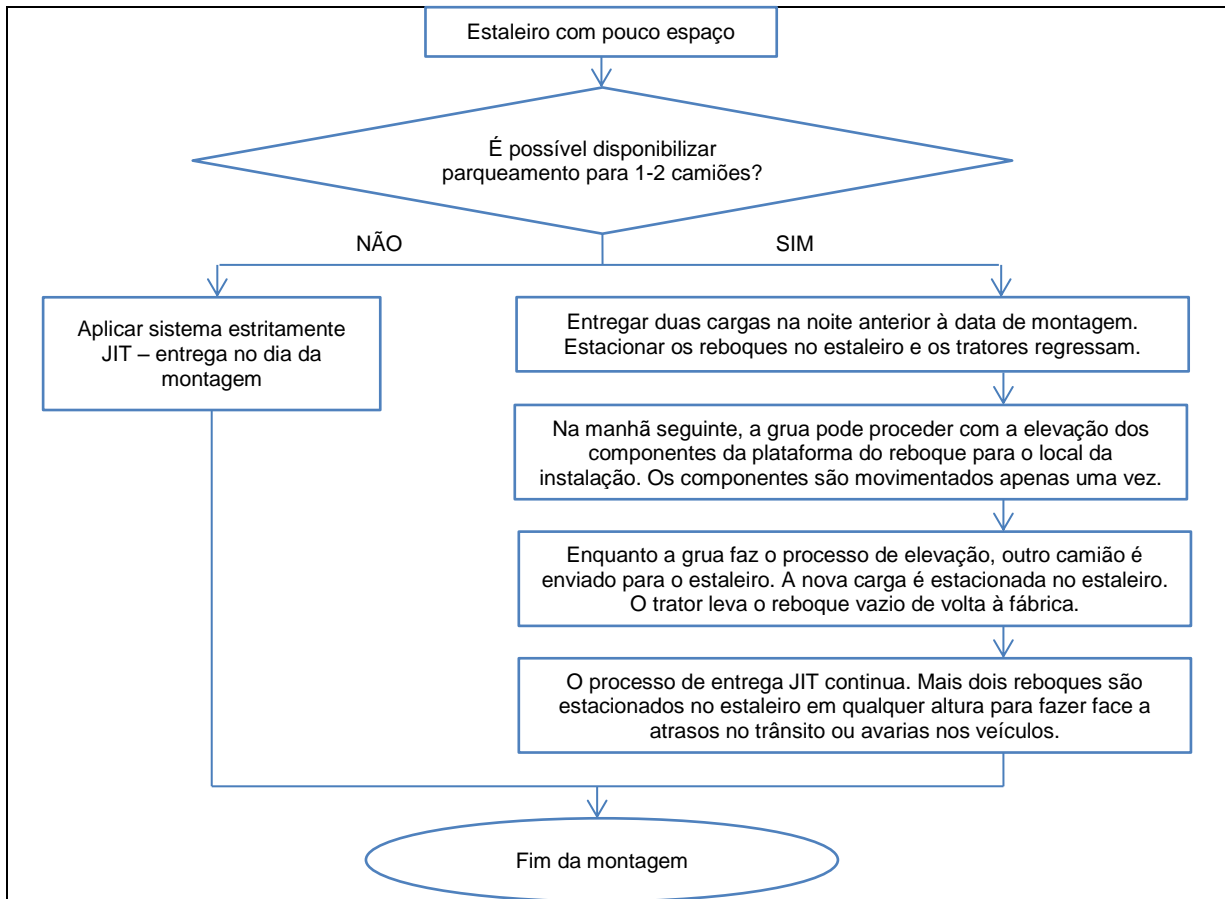 Estaleiro com pouco espaço
É possível disponibilizar
parqueamento para 1-2 camiões?
NÃO
SIM
Aplicar sistema estritamente
JIT – entrega no dia da
montagem
Entregar duas cargas na noite anterior à data de montagem.
Estacionar os reboques no estaleiro e os tratores regressam.
Na manhã seguinte, a grua pode proceder com a elevação dos
componentes da plataforma do reboque para o local da
instalação. Os componentes são movimentados apenas uma vez.
Enquanto a grua faz o processo de elevação, outro camião é
enviado para o estaleiro. A nova carga é estacionada no estaleiro.
O trator leva o reboque vazio de volta à fábrica.
O processo de entrega JIT continua. Mais dois reboques são
estacionados no estaleiro em qualquer altura para fazer face a
atrasos no trânsito ou avarias nos veículos.
Fim da montagem